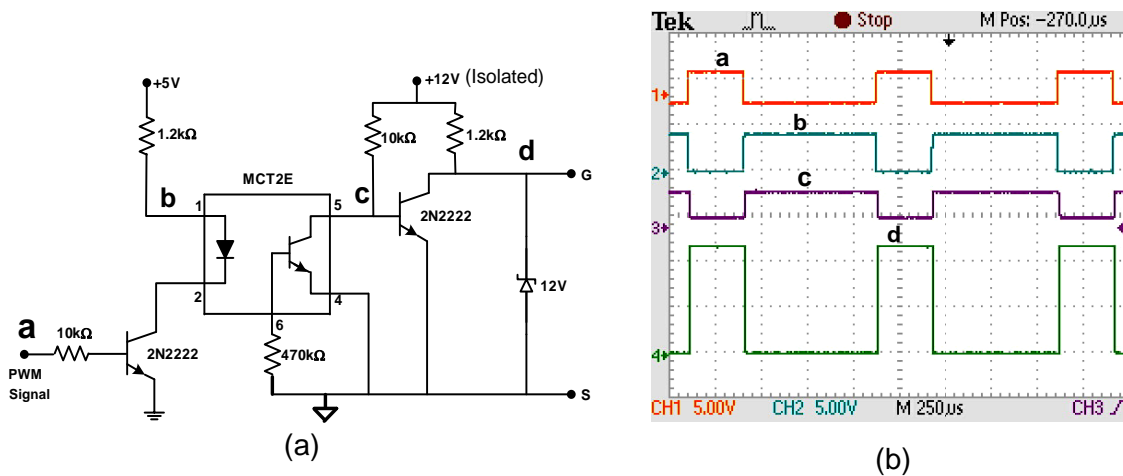 +5V
1.2kΩ
+12V (Isolated)
10kΩ
1.2kΩ
d
G
MCT2E
b
1
5
c
2N2222
2
4
6
12V
a
10kΩ
2N2222
PWM
Signal
470kΩ
S
(a)
Tek
Stop
M Pos: -270.0µs
a
1
b
2
c
3
d
4
CH1 5.00V
CH2 5.00V
M 250µs
CH3
(b)